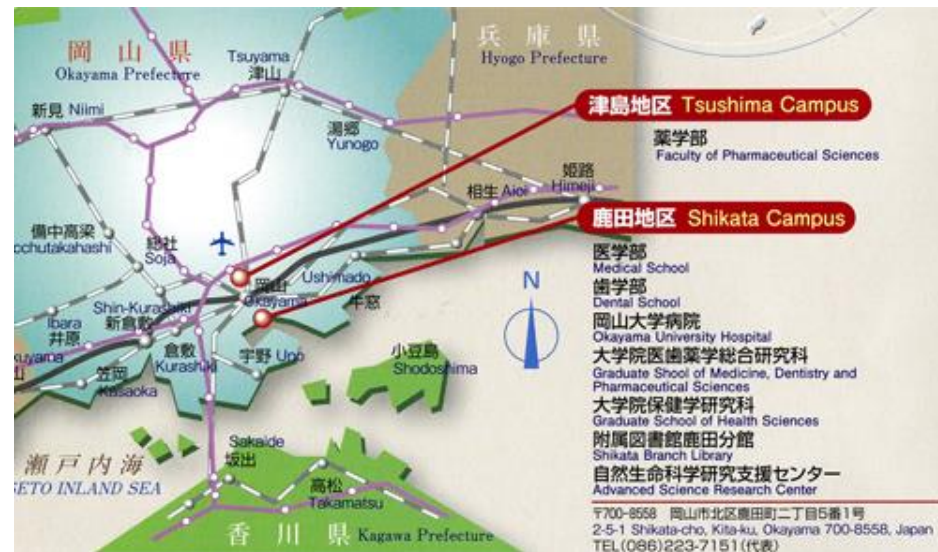 岡山県
Okayama Prefecture
兵庫県
Hyogo Prefecture
Tsuyama
津山
新見 Niimi
湯郷
Yunogo
津島地区 Tsushima Campus
薬学部
Faculty of Pharmaceutical Sciences
姫路
Himeji
相生 Aioi
鹿田地区 Shikata Campus
備中高梁
cchutakahashi
総社
Soja
岡山
Okayama
Ushimado
牛窓
N
医学部
Medical School
歯学部
Dental School
岡山大学病院
Okayama University Hospital
大学院医歯薬学総合研究科
Graduate Shool of Medicine, Dentistry and
Pharmaceutical Sciences
大学院保健学研究科
Graduate School of Health Sciences
附属図書館鹿田分館
Shikata Branch Library
自然生命科学研究支援センター
Advanced Science Research Center
Shin-Kurashiki
新倉敷
Ibara
井原
kuyama
山
笠岡
Kasaoka
倉敷
Kurashiki
宇野 Uno
小豆島
Shodoshima
瀬戸内海
SETO INLAND SEA
Sakaide
坂出
高松
Takamatsu
香川県 Kagawa Prefecture
〒700-8558 岡山市北区鹿田町二丁目5番1号
2-5-1 Shikata-cho, Kita-ku, Okayama 700-8558, Japan
TEL(086)223-7151(代表)